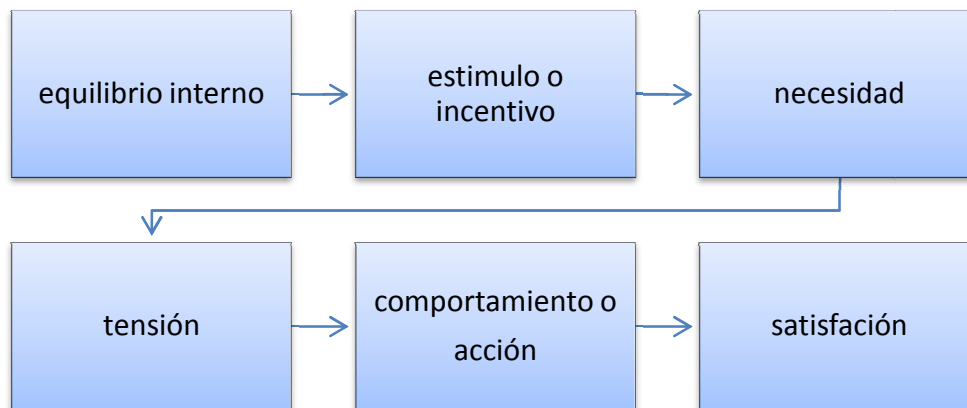 equilibrio interno
estimulo o
incentivo
necesidad
tensión
comportamiento o
acción
satisfación